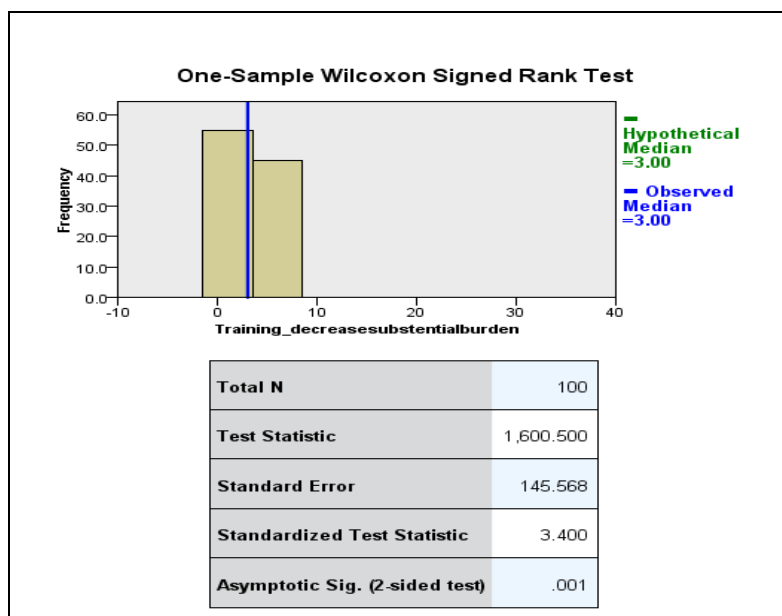 One-Sample Wilcoxon Signed Rank Test
60.0
50.0
40.0
30.0
20.0
10.0
0.0
Frequency
-10
0
10
20
30
40
Training_decreasesubstentialburden
Hypothetical
Median
=3.00
Observed
Median
=3.00
Total N 100
Test Statistic 1,600.500
Standard Error 145.568
Standardized Test Statistic 3.400
Asymptotic Sig. (2-sided test) .001